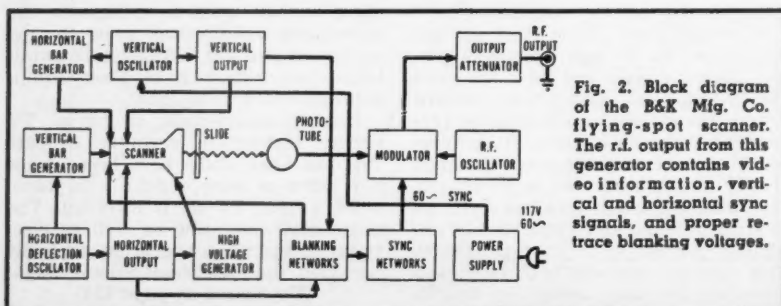 HORIZONTAL
BAR
GENERATOR
VERTICAL
OSCILLATOR
VERTICAL
OUTPUT
OUTPUT
ATTENUATOR
R.F.
OUTPUT
VERTICAL
BAR
GENERATOR
SCANNER
SLIDE
PHOTO-
TUBE
MODULATOR
R.F.
OSCILLATOR
60~ SYNC
117V
60~
HORIZONTAL
DEFLECTION
OSCILLATOR
HORIZONTAL
OUTPUT
HIGH
VOLTAGE
GENERATOR
BLANKING
NETWORKS
SYNC
NETWORKS
POWER
SUPPLY
Fig. 2. Block diagram
of the B&K Mfg. Co.
flying-spot scanner.
The r.f. output from this
generator contains vid-
eo information, verti-
cal and horizontal sync
signals, and proper re-
trace blanking voltages.